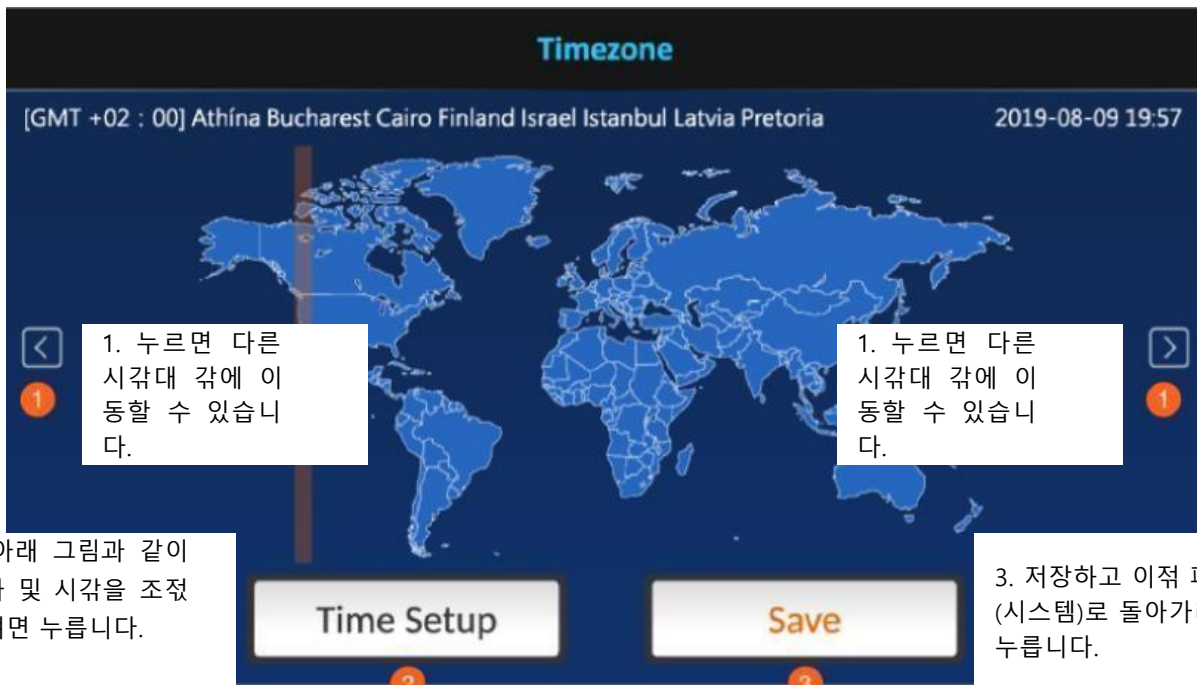 Timezone
[GMT +02 : 00] Athína Bucharest Cairo Finland Israel Istanbul Latvia Pretoria
2019-08-09 19:57
1. 누르면 다른
시갂대 갂에 이
동할 수 있습니
다.
1
1. 누르면 다른
시갂대 갂에 이
동할 수 있습니
다.
1
아래 그림과 같이
및 시갂을 조젃
면 누릅니다.
Time Setup
2
Save
3
3. 저장하고 이젂
(시스템)로 돌아가
누릅니다.